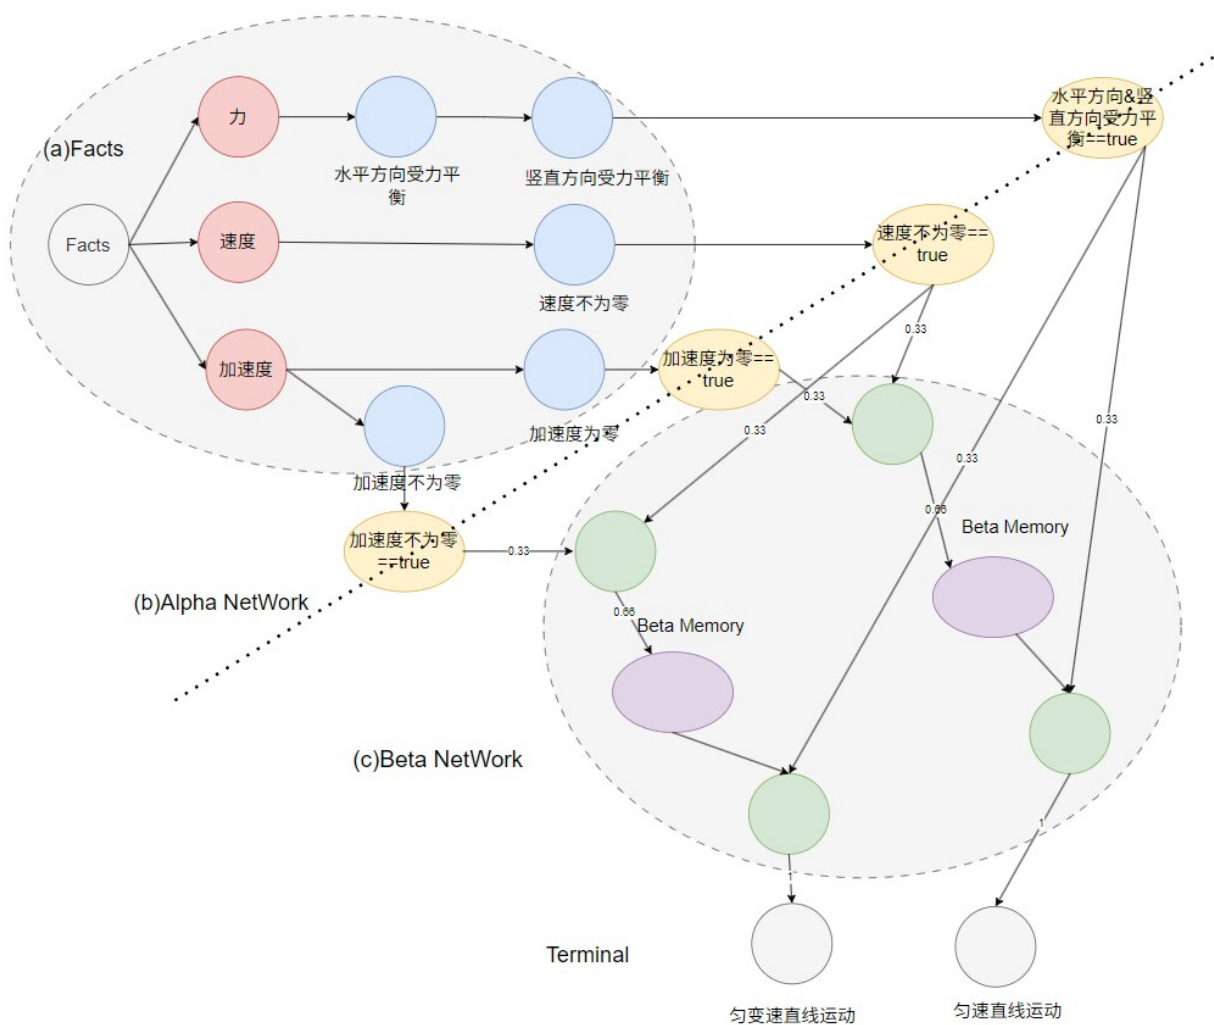 水平方向&竖
直方向受力平
衡==true
力
(a)Facts
水平方向受力平
衡
竖直方向受力平衡
Facts
速度
速度不为零==
true
速度不为零
0.33
加速度
加速度为零==
true
0.33
0.33
0.33
0.33
加速度为零
加速度不为零
加速度不为零
==true
0.33
0.66
Beta Memory
(b)Alpha NetWork
0.66
Beta Memory
(c)Beta NetWork
1
1
Terminal
匀变速直线运动
匀速直线运动